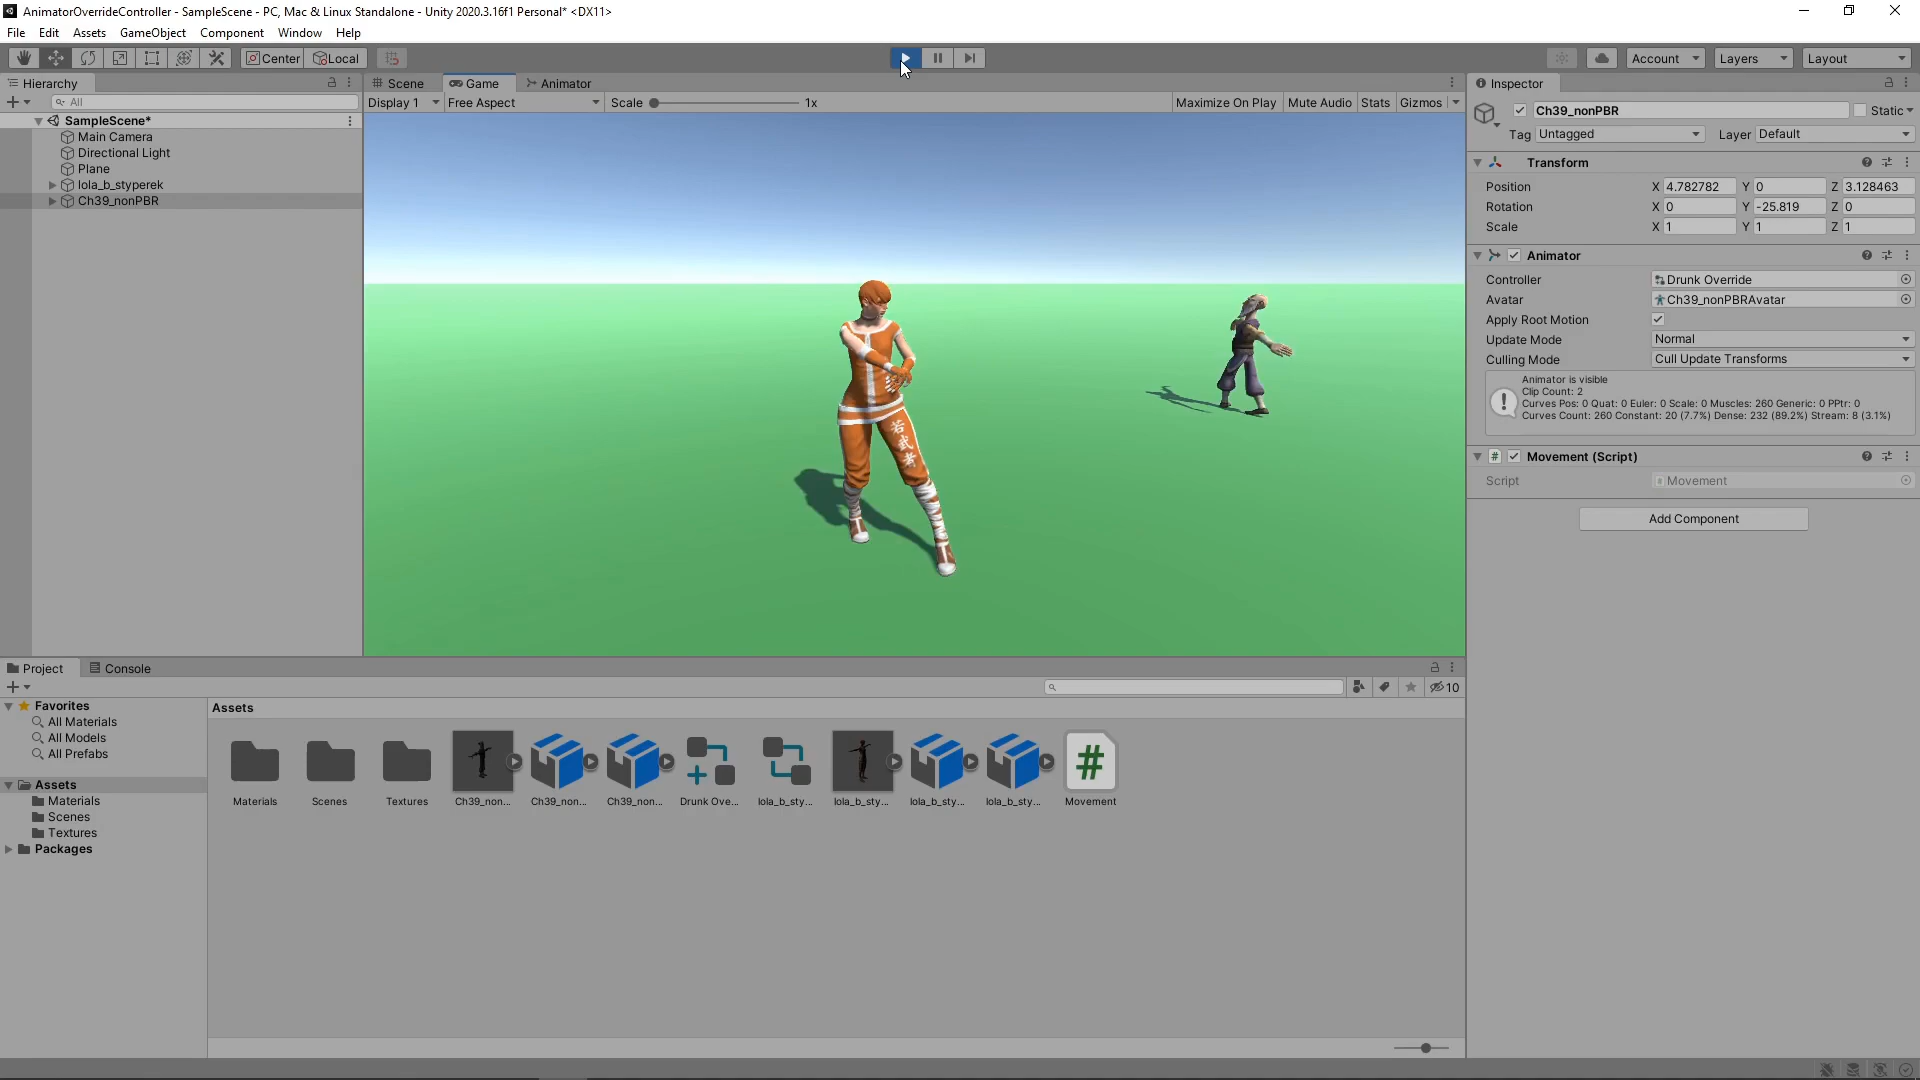 AnimatorOverrideController - SampleScene - PC, Mac & Linux Standalone - Unity 2020.3.16f1 Personal* <DX11>
File Edit Assets GameObject Component Window Help
Center Local Account Layers Layout
Hierarchy
All
SampleScene*
Main Camera
Directional Light
Plane
lola_b_styperek
Ch39_nonPBR
Scene Game Animator
Display 1 Free Aspect Scale 1x Maximize On Play Mute Audio Stats Gizmos
若
武
者
Inspector
Ch39_nonPBR Static
Tag Untagged Layer Default
Transform
Position X 4.782782 Y 0 Z 3.128463
Rotation X 0 Y -25.819 Z 0
Scale X 1 Y 1 Z 1
Animator
Controller Drunk Override
Avatar Ch39_nonPBRAvatar
Apply Root Motion
Update Mode Normal
Culling Mode Cull Update Transforms
Animator is visible
Clip Count: 2
Curves Pos: 0 Quat: 0 Euler: 0 Scale: 0 Muscles: 260 Generic: 0 PPtr: 0
Curves Count: 260 Constant: 20 (7.7%) Dense: 232 (89.2%) Stream: 8 (3.1%)
# Movement (Script)
Script Movement
Add Component
Project Console
10
Favorites
All Materials
All Models
All Prefabs
Assets
Materials
Scenes
Textures
Packages
Assets
#
Materials Scenes Textures Ch39_non... Ch39_non... Ch39_non... Drunk Ove... lola_b_sty... lola_b_sty... lola_b_sty... lola_b_sty... Movement